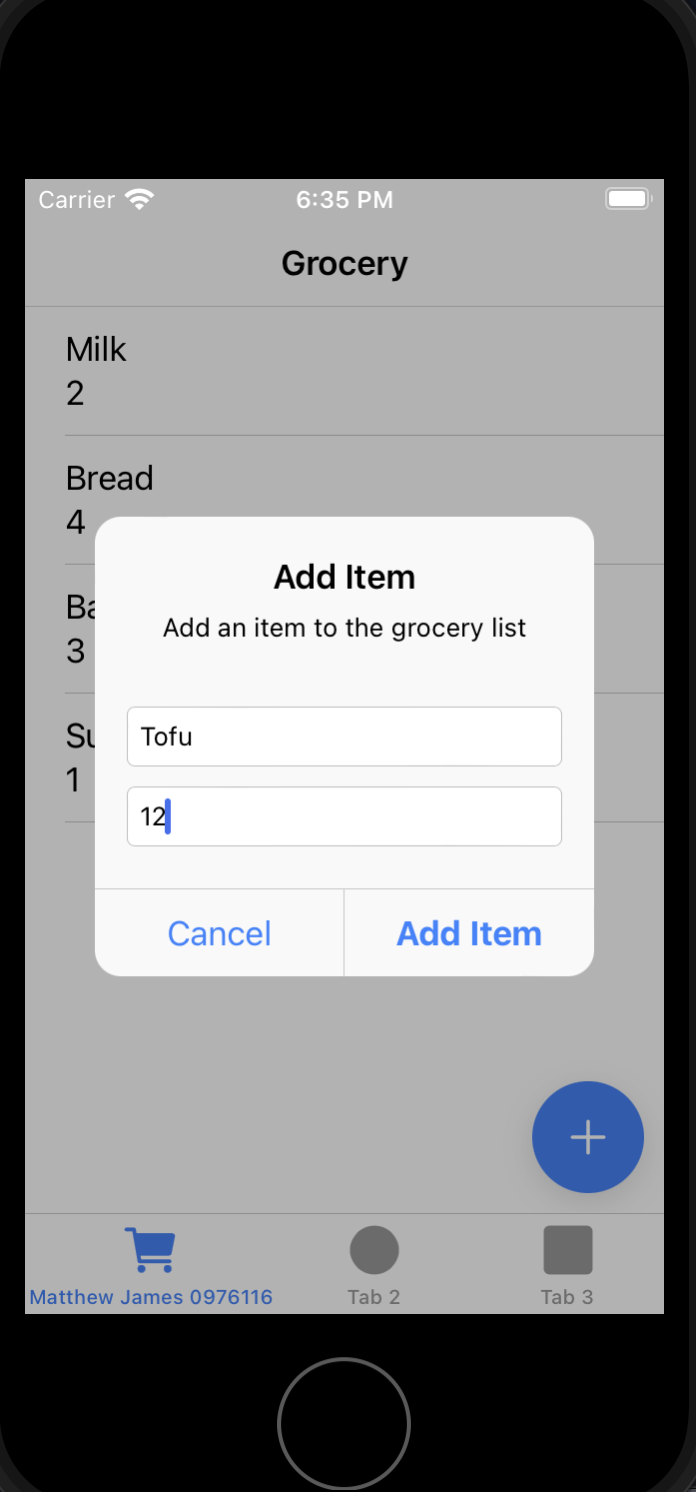 Carrier 6:35 PM
Grocery
Milk
2
Bread
4
Ba
3
Su
1
Add Item
Add an item to the grocery list
Tofu
12
Cancel Add Item
Matthew James 0976116 Tab 2 Tab 3